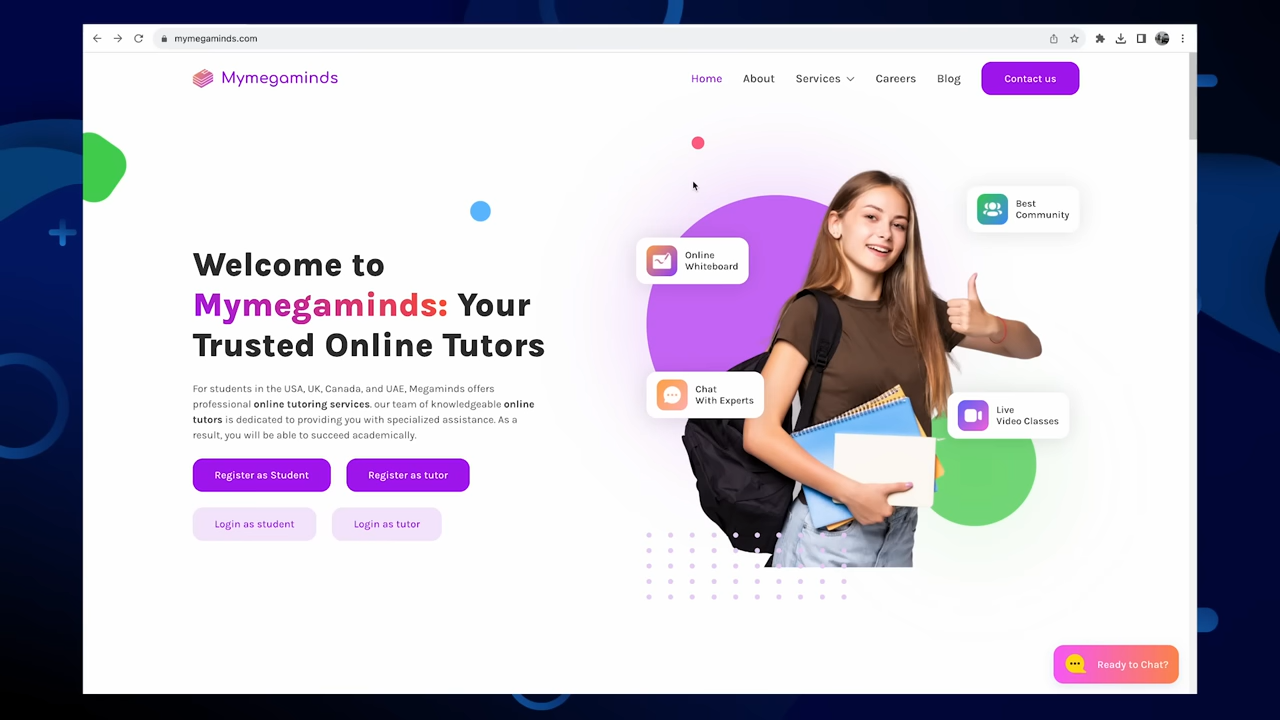 mymegaminds.com
Mymegaminds
Home
About
Services
Careers
Blog
Contact us
Welcome to
Mymegaminds: Your
Trusted Online Tutors
For students in the USA, UK, Canada, and UAE, Megaminds offers
professional online tutoring services. our team of knowledgeable online
tutors is dedicated to providing you with specialized assistance. As a
result, you will be able to succeed academically.
Register as Student
Register as tutor
Login as student
Login as tutor
Online
Whiteboard
Best
Community
Chat
With Experts
Live
Video Classes
Ready to Chat?